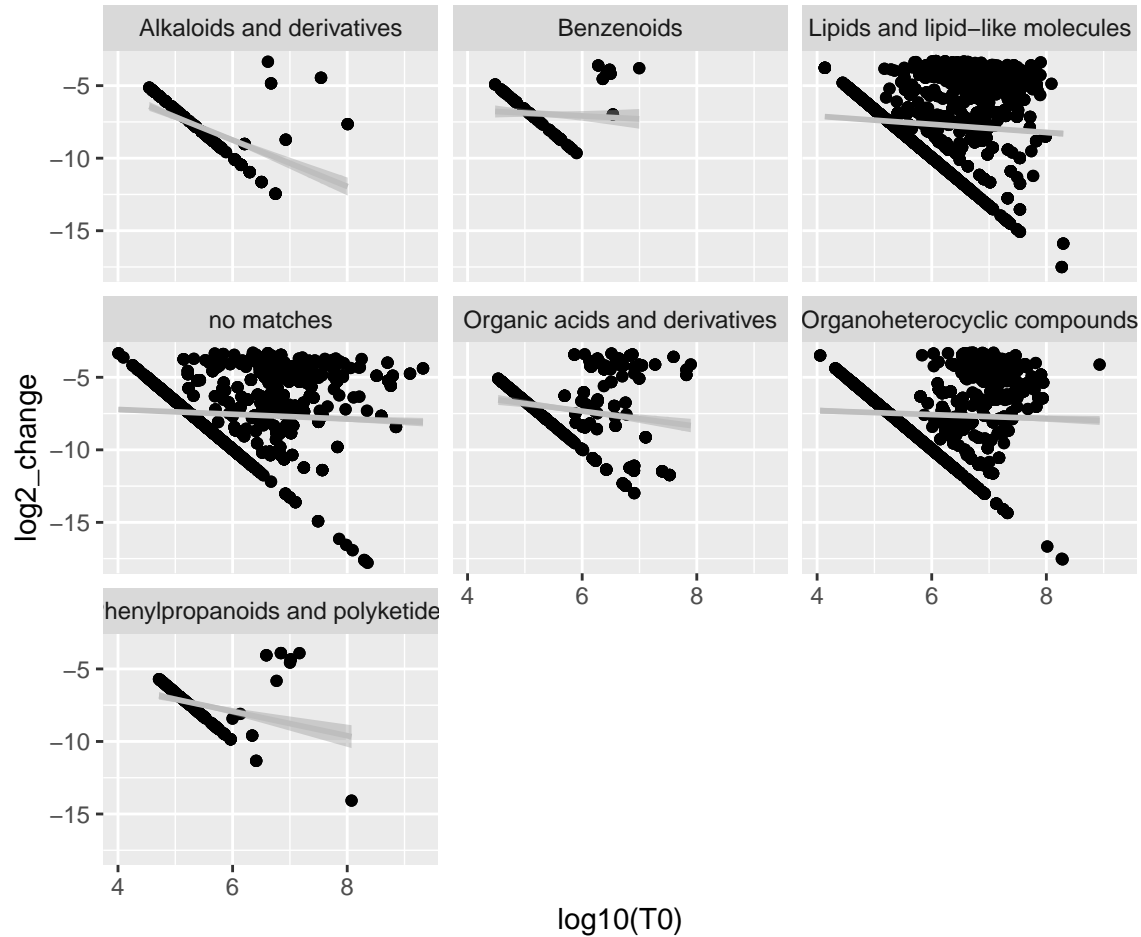 Alkaloids and derivatives
Benzenoids
Lipids and lipid−like molecules
−5
−10
−15
no matches
Organic acids and derivatives
Organoheterocyclic compounds
−5
−10
−15
4 6 8
4 6 8
henylpropanoids and polyketide
−5
−10
−15
4 6 8
log2_change
log10(T0)